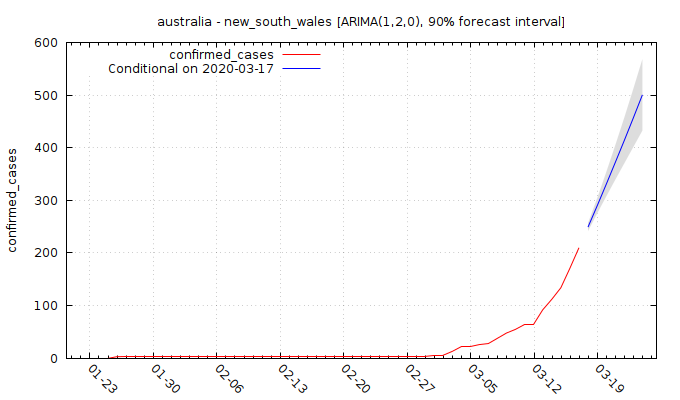 australia - new_south_wales [ARIMA(1,2,0), 90% forecast interval]
confirmed_cases
Conditional on 2020-03-17
600
500
400
300
200
100
0
confirmed_cases
01-23 01-30 02-06 02-13 02-20 02-27 03-05 03-12 03-19